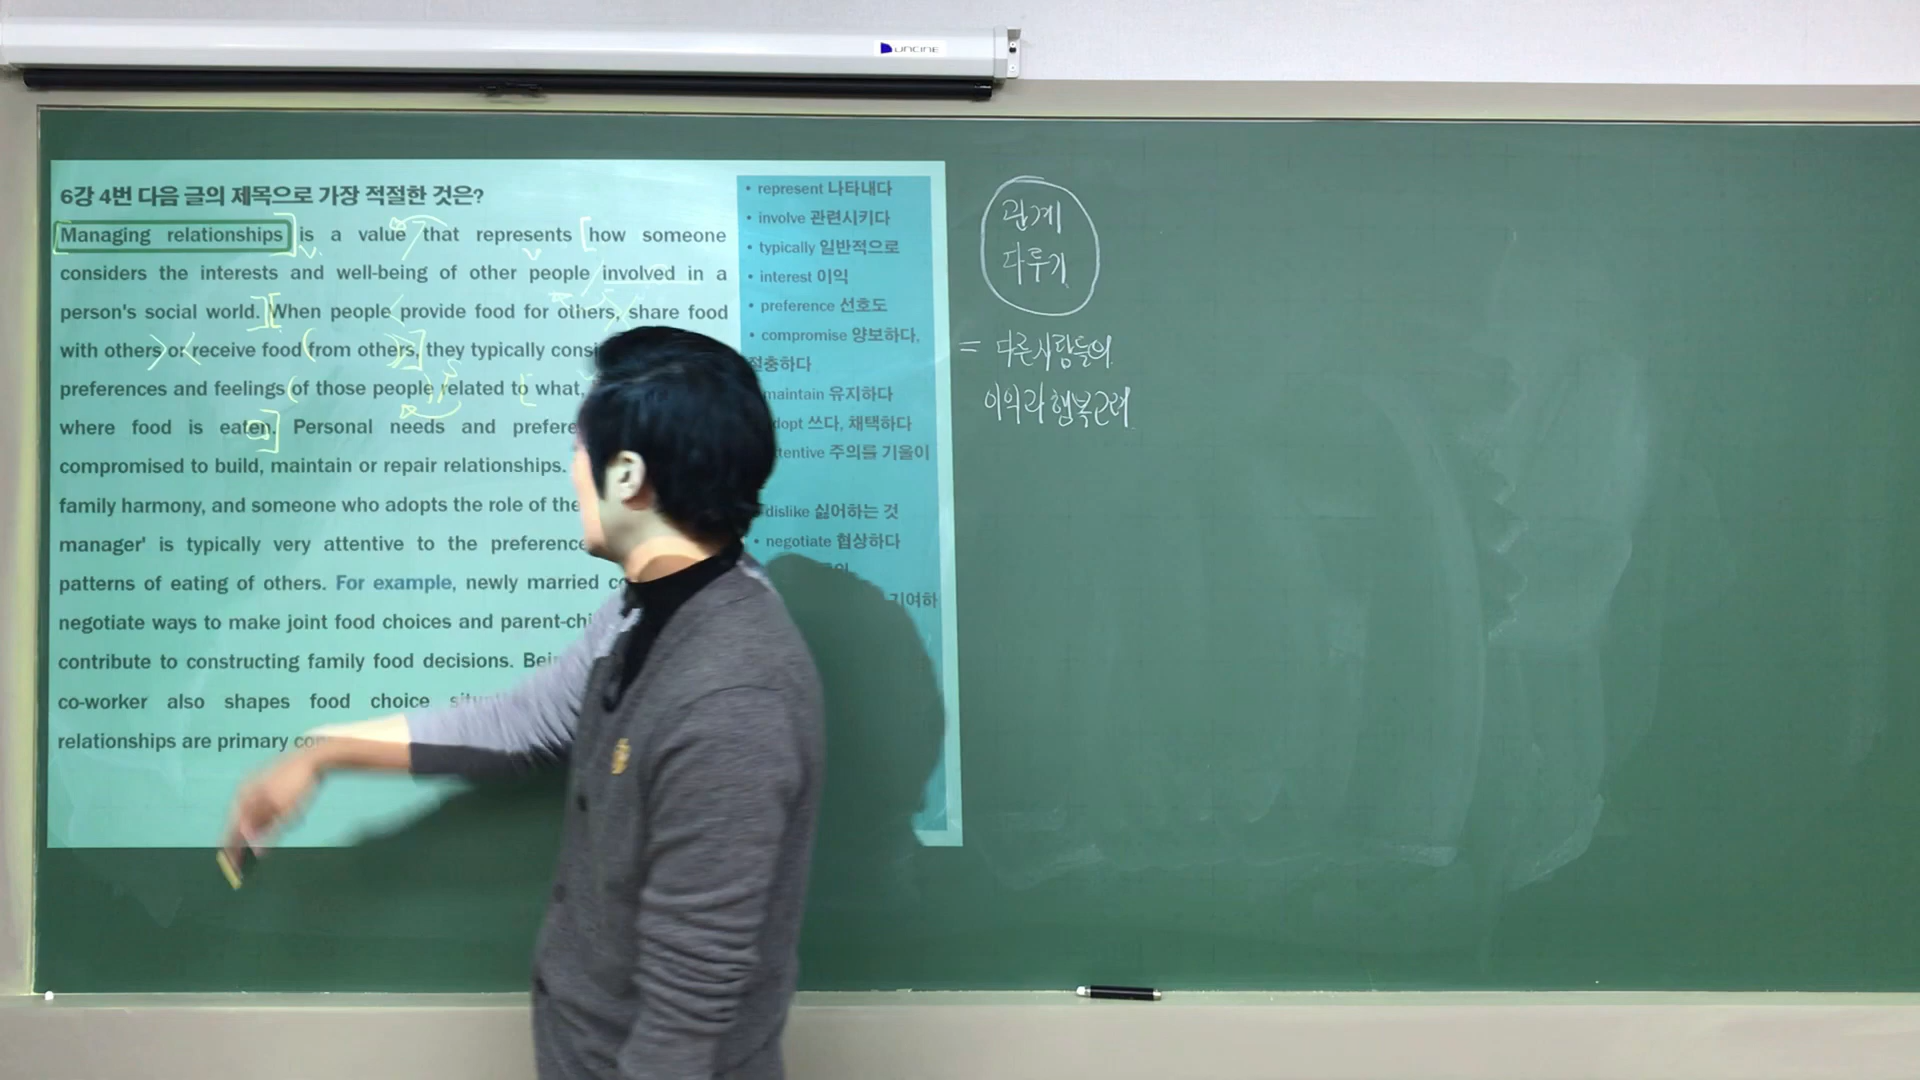 UNCINE
6강 4번 다음 글의 제목으로 가장 적절한 것은?
Managing relationships is a value that represents how someone
considers the interests and well-being of other people involved in a
person's social world. When people provide food for others, share food
with others or receive food from others, they typically
preferences and feelings of those people related to what,
where food is eaten. Personal needs and
compromised to build, maintain or repair relationships.
family harmony, and someone who adopts the role of the
manager' is typically very attentive to the
patterns of eating of others. For example, newly married
negotiate ways to make joint food choices and
contribute to constructing family food decisions.
co-worker also shapes food choice
relationships are primary
• represent 나타내다
• involve 관련시키다
• typically 일반적으로
• interest 이익
• preference 선호도
• compromise 양보하다,
절충하다
maintain 유지하다
쓰다, 채택하다
주의를 기울이
dislike 싫어하는 것
• negotiate 협상하다
기여하
관계
다루기
= 다른사람들의
이익과 행복고려